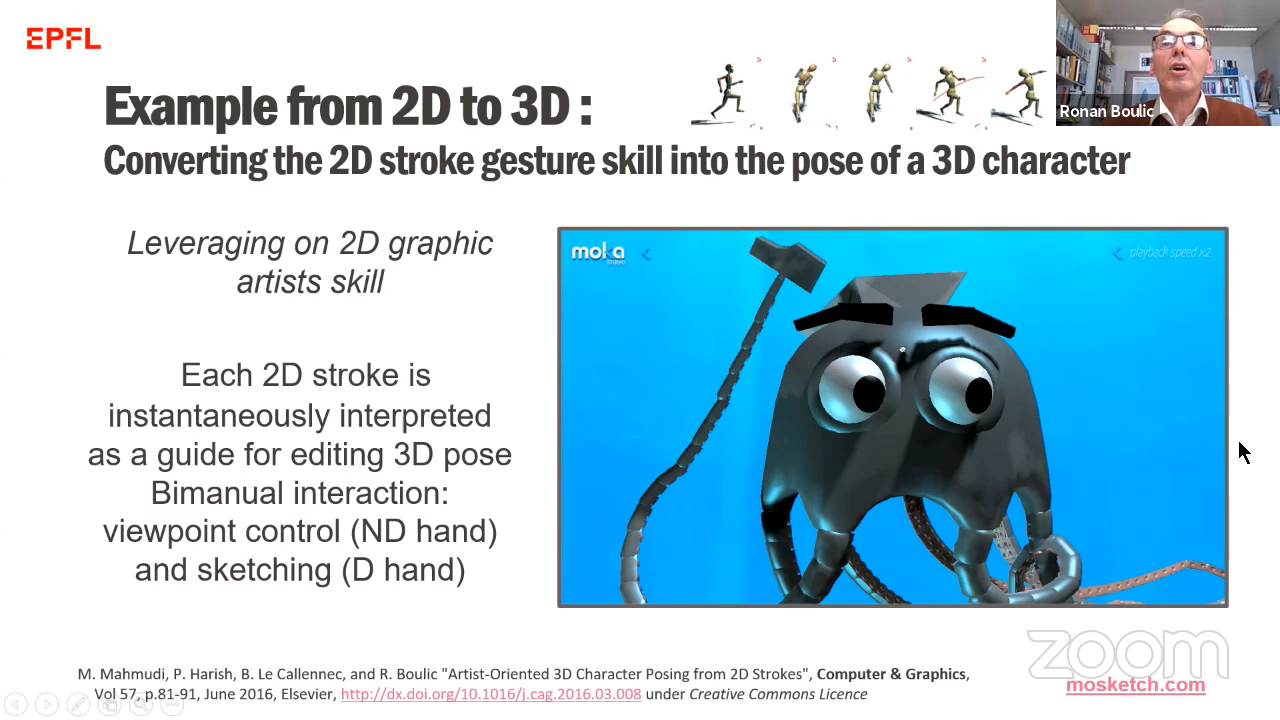 EPFL
Ronan Boulic
Example from 2D to 3D :
Converting the 2D stroke gesture skill into the pose of a 3D character
Leveraging on 2D graphic
artists skill
Each 2D stroke is
instantaneously interpreted
as a guide for editing 3D pose
Bimanual interaction:
viewpoint control (ND hand)
and sketching (D hand)
moka
STUDIO
playback speed x2
M. Mahmudi, P. Harish, B. Le Callennec, and R. Boulic "Artist-Oriented 3D Character Posing from 2D Strokes", Computer & Graphics,
Vol 57, p.81-91, June 2016, Elsevier, http://dx.doi.org/10.1016/j.cag.2016.03.008 under Creative Commons Licence
zoom
mosketch.com